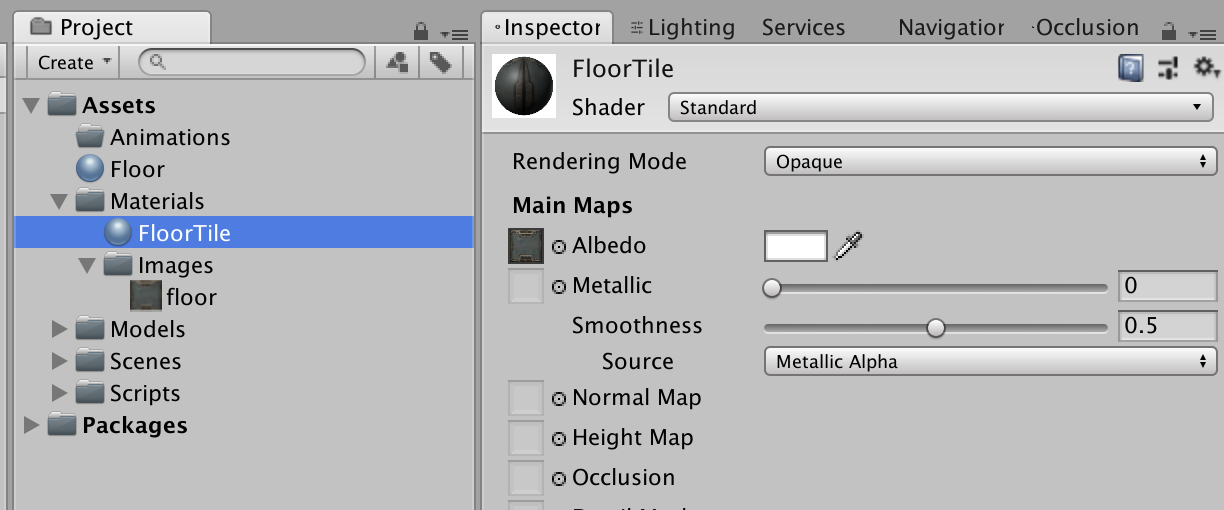 Project
Create
Assets
Animations
Floor
Materials
FloorTile
Images
floor
Models
Scenes
Scripts
Packages
Inspector Lighting Services Navigation Occlusion
FloorTile
Shader Standard
Rendering Mode Opaque
Main Maps
Albedo
Metallic 0
Smoothness 0.5
Source Metallic Alpha
Normal Map
Height Map
Occlusion